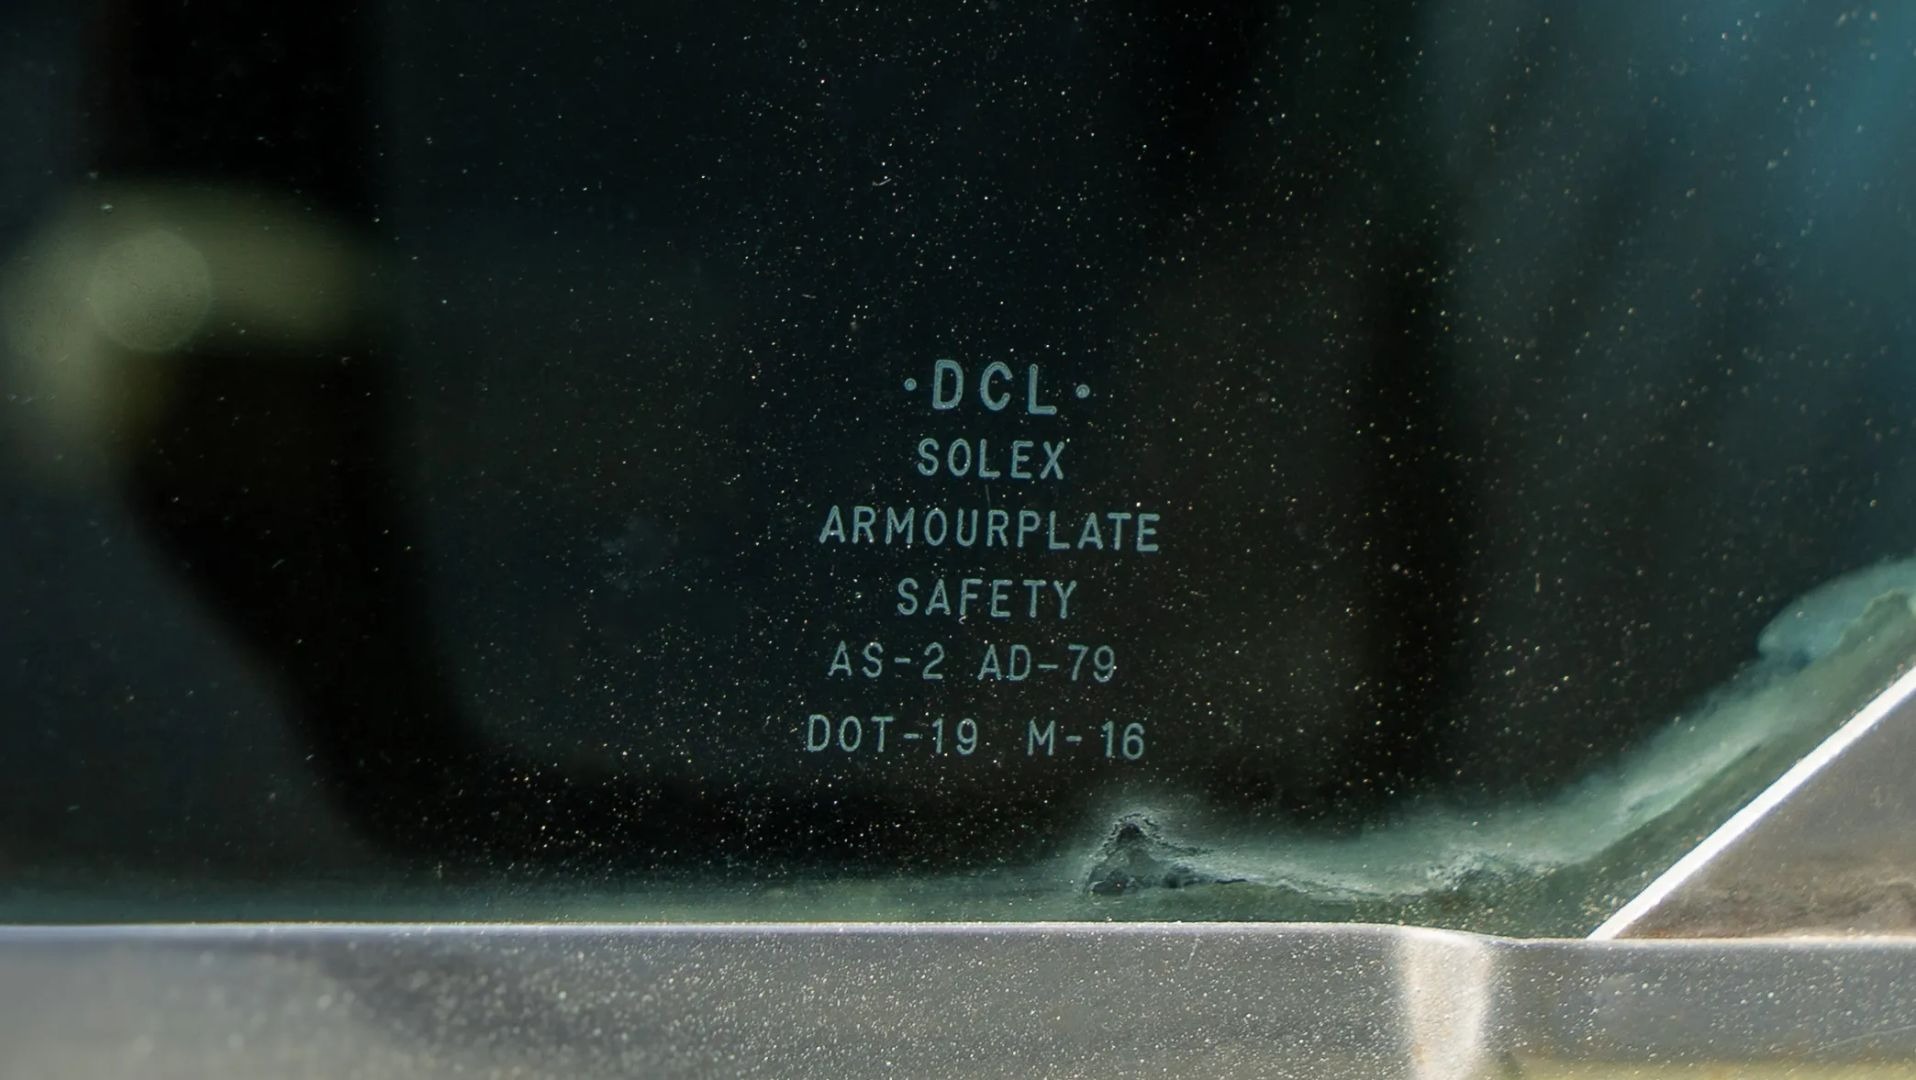 ·DCL·
SOLEX
ARMOURPLATE
SAFETY
AS-2 AD-79
DOT-19 M-16